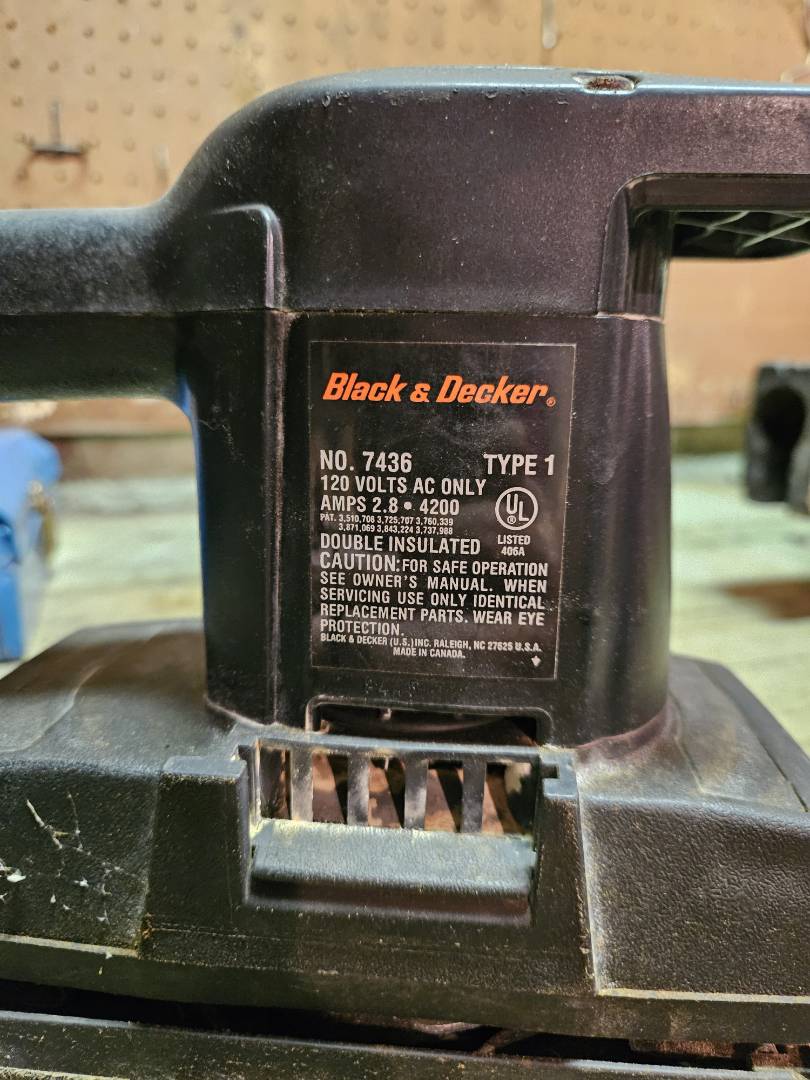 Black & Decker®
NO. 7436 TYPE 1
120 VOLTS AC ONLY
AMPS 2.8 • 4200
PAT. 3,510,708 3,725,707 3,760,339
3,871,069 3,843,224 3,737,988
UL®
LISTED
406A
DOUBLE INSULATED
CAUTION: FOR SAFE OPERATION
SEE OWNER'S MANUAL. WHEN
SERVICING USE ONLY IDENTICAL
REPLACEMENT PARTS. WEAR EYE
PROTECTION.
BLACK & DECKER (U.S.) INC. RALEIGH, NC 27625 U.S.A.
MADE IN CANADA.